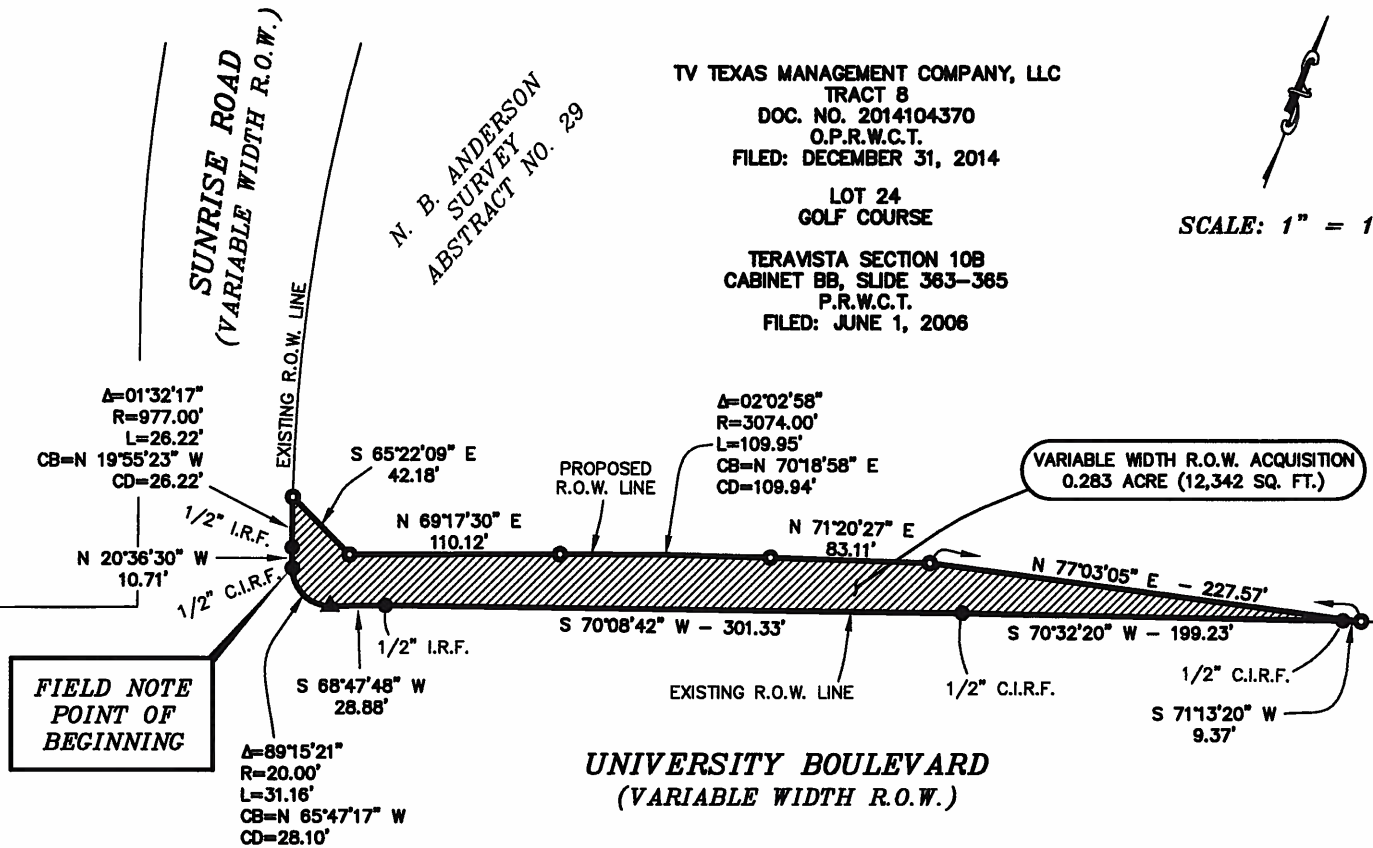 SUNRISE ROAD
(VARIABLE WIDTH R.O.W.)
EXISTING R.O.W. LINE
N. B. ANDERSON
SURVEY
ABSTRACT NO. 29
TV TEXAS MANAGEMENT COMPANY, LLC
TRACT 8
DOC. NO. 2014104370
O.P.R.W.C.T.
FILED: DECEMBER 31, 2014
LOT 24
GOLF COURSE
TERAVISTA SECTION 10B
CABINET BB, SLIDE 363-365
P.R.W.C.T.
FILED: JUNE 1, 2006
SCALE: 1" = 1
Δ=01°32'17"
R=977.00'
L=26.22'
CB=N 19°55'23" W
CD=26.22'
1/2" I.R.F.
N 20°36'30" W
10.71'
1/2" C.I.R.F.
S 65°22'09" E
42.18'
N 69°17'30" E
110.12'
PROPOSED
R.O.W. LINE
Δ=02°02'58"
R=3074.00'
L=109.95'
CB=N 70°18'58" E
CD=109.94'
N 71°20'27" E
83.11'
VARIABLE WIDTH R.O.W. ACQUISITION
0.283 ACRE (12,342 SQ. FT.)
N 77°03'05" E - 227.57'
FIELD NOTE
POINT OF
BEGINNING
1/2" I.R.F.
S 68°47'48" W
28.88'
Δ=89°15'21"
R=20.00'
L=31.16'
CB=N 65°47'17" W
CD=28.10'
S 70°08'42" W - 301.33'
EXISTING R.O.W. LINE
1/2" C.I.R.F.
S 70°32'20" W - 199.23'
1/2" C.I.R.F.
S 71°13'20" W
9.37'
UNIVERSITY BOULEVARD
(VARIABLE WIDTH R.O.W.)